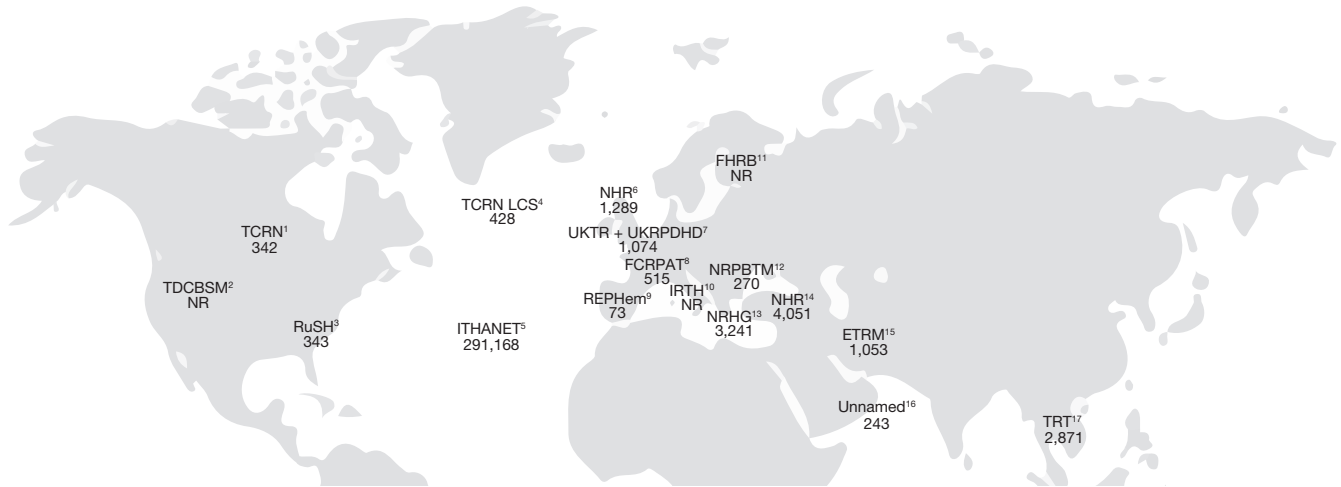 FHRB¹¹
NR
NHR⁶
1,289
TCRN LCS⁴
428
TCRN¹
342
UKTR + UKRPDHD⁷
1,074
FCRPAT⁸
515
NRPBTM¹²
270
TDCBSM²
NR
REPHem⁹
73
IRTH¹⁰
NR
NHR¹⁴
4,051
NRHG¹³
3,241
RuSH³
343
ITHANET⁵
291,168
ETRM¹⁵
1,053
Unnamed¹⁶
243
TRT¹⁷
2,871